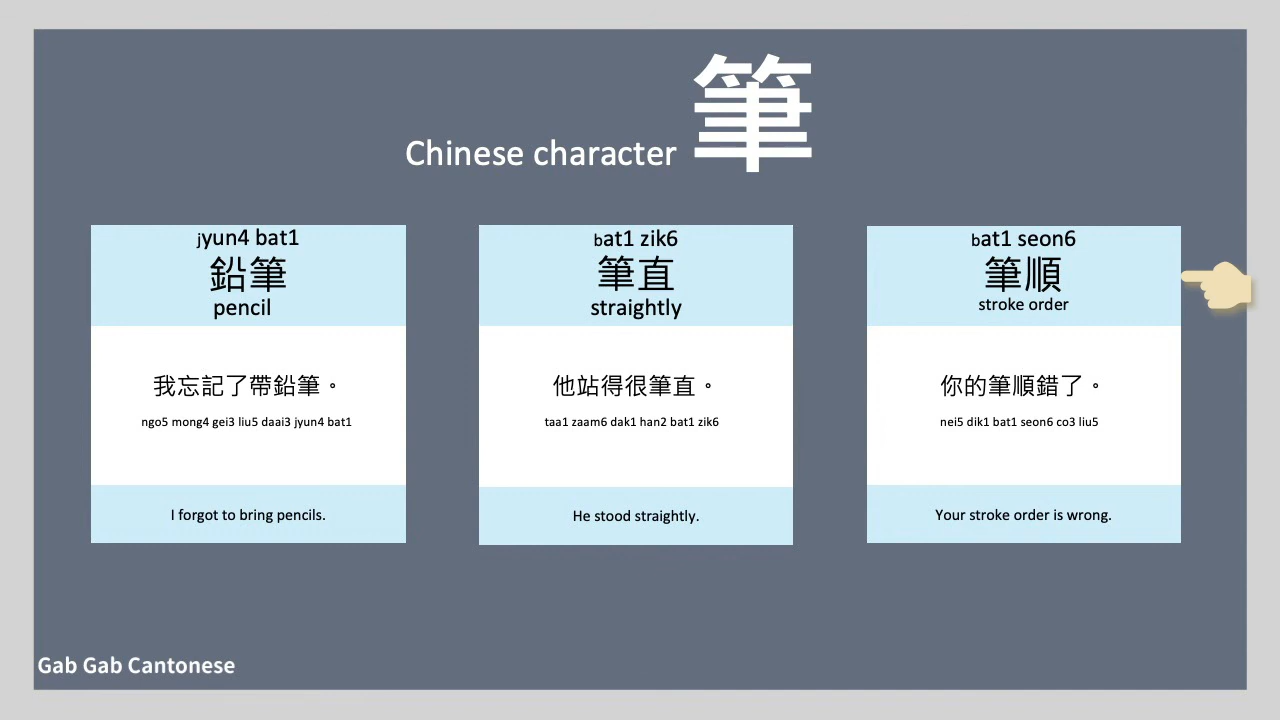 Chinese character 筆
jyun4 bat1
鉛筆
pencil
我忘記了帶鉛筆。
ngo5 mong4 gei3 liu5 daai3 jyun4 bat1
I forgot to bring pencils.
bat1 zik6
筆直
straightly
他站得很筆直。
taa1 zaam6 dak1 han2 bat1 zik6
He stood straightly.
bat1 seon6
筆順
stroke order
你的筆順錯了。
nei5 dik1 bat1 seon6 co3 liu5
Your stroke order is wrong.
Gab Gab Cantonese